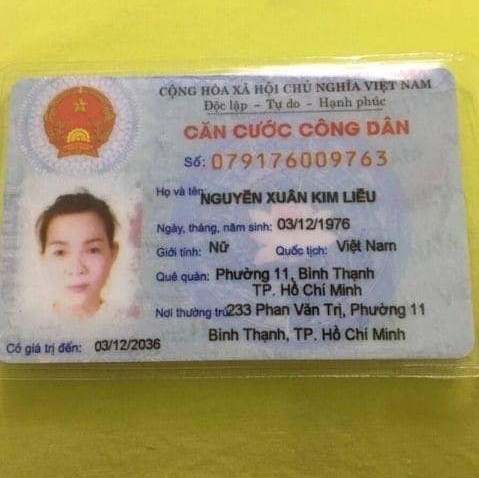 CỘNG HÒA XÃ HỘI CHỦ NGHĨA VIỆT NAM
Độc lập - Tự do - Hạnh phúc
CĂN CƯỚC CÔNG DÂN
Số: 079176009763
Họ và tên: NGUYỄN XUÂN KIM LIỄU
Ngày, tháng, năm sinh: 03/12/1976
Giới tính: Nữ Quốc tịch: Việt Nam
Quê quán: Phường 11, Bình Thạnh
TP. Hồ Chí Minh
Nơi thường trú: 233 Phan Văn Trị, Phường 11
Bình Thạnh, TP. Hồ Chí Minh
Có giá trị đến: 03/12/2036